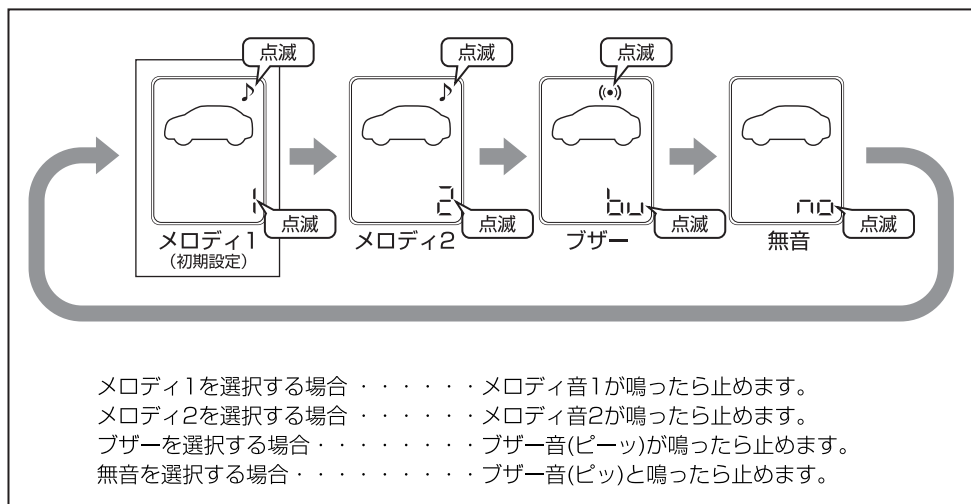 点滅 点滅 点滅
♪ ♪
1 点滅 2 点滅 bu 点滅 no 点滅
メロディ1 メロディ2 ブザー 無音
(初期設定)
メロディ1を選択する場合・・・・・・メロディ音1が鳴ったら止めます。
メロディ2を選択する場合・・・・・・メロディ音2が鳴ったら止めます。
ブザーを選択する場合・・・・・・・・ブザー音(ピーッ)が鳴ったら止めます。
無音を選択する場合・・・・・・・・・ブザー音(ピッ)と鳴ったら止めます。